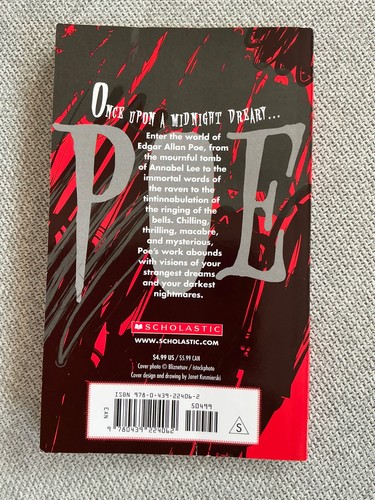 ONCE UPON A MIDNIGHT DREARY...
POE
Enter the world of
Edgar Allan Poe, from
the mournful tomb
of Annabel Lee to the
immortal words of
the raven to the
tintinnabulation of
the ringing of the
bells. Chilling,
thrilling, macabre,
and mysterious,
Poe's work abounds
with visions of your
strangest dreams
and your darkest
nightmares.
SCHOLASTIC
WWW.SCHOLASTIC.COM
$4.99 US / $5.99 CAN
Cover photo © Bliznetsov / istockphoto
Cover design and drawing by Janet Kusmierski
ISBN 978-0-439-22406-2
50499
EAN
9780439224062
S